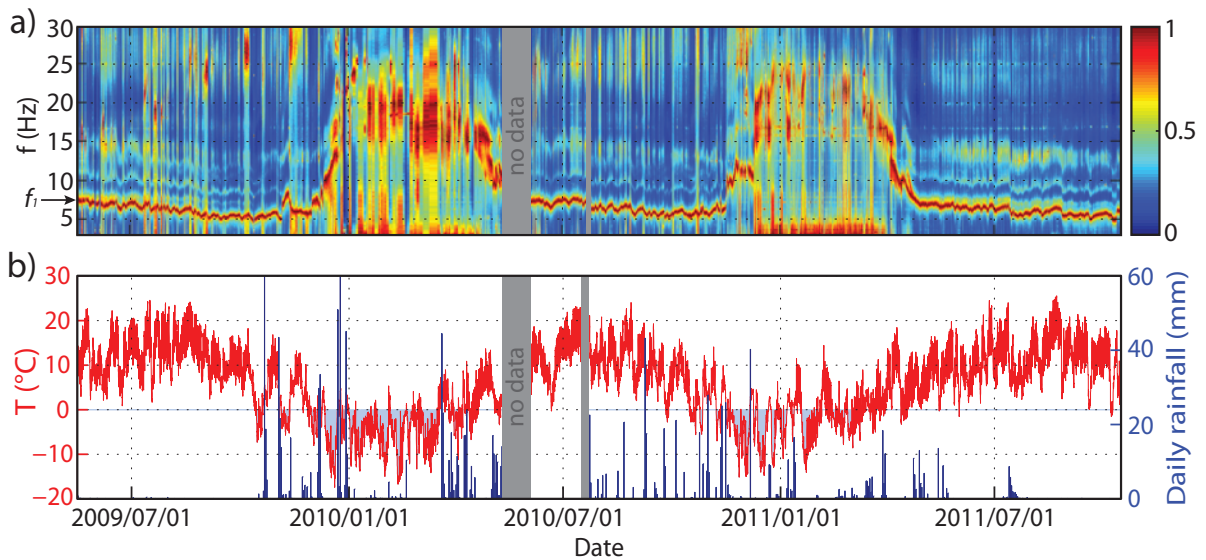 a)
f (Hz)
30
25
20
15
10
5
f₁
no data
1
0.5
0
b)
T (°C)
30
20
10
0
−10
−20
no data
60
40
20
0
Daily rainfall (mm)
2009/07/01 2010/01/01 2010/07/01 2011/01/01 2011/07/01
Date